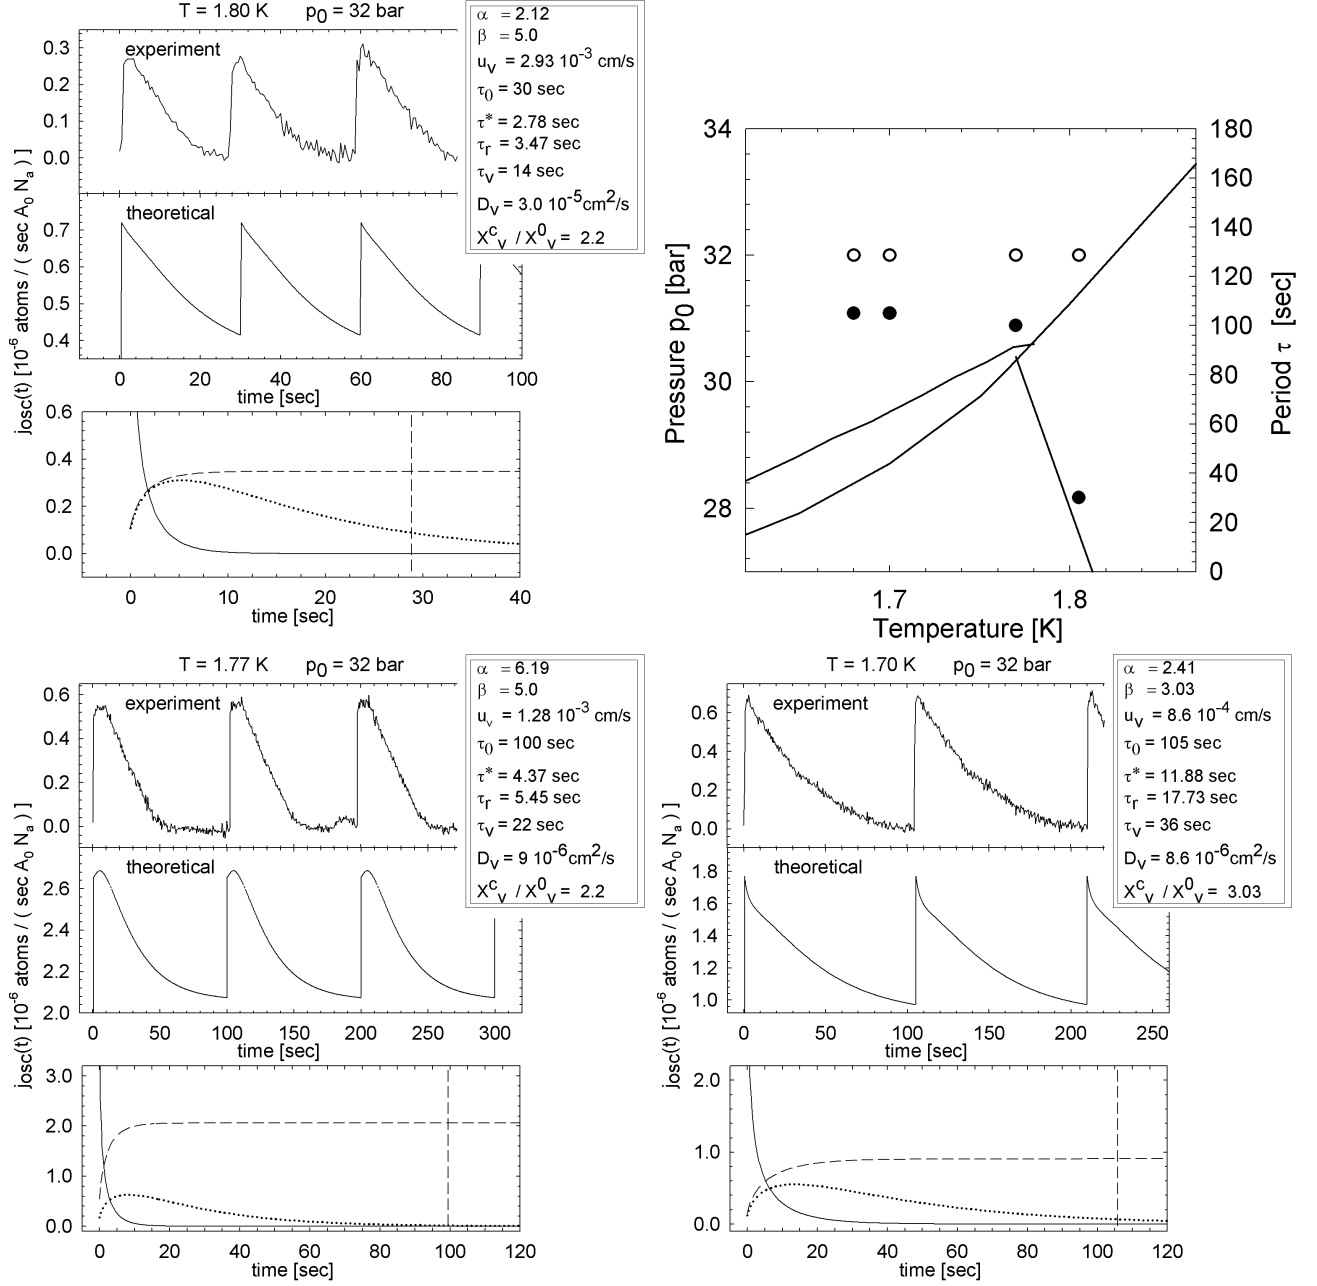 T = 1.80 K p0 = 32 bar
α = 2.12
β = 5.0
uv = 2.93 10-3 cm/s
τ0 = 30 sec
τ* = 2.78 sec
τr = 3.47 sec
τv = 14 sec
Dv = 3.0 10-5cm2/s
Xcv / X0v = 2.2
experiment
0.3
0.2
0.1
0.0
theoretical
0.7
0.6
0.5
0.4
0 20 40 60 80 100
time [sec]
josc(t) [10-6 atoms / ( sec A0 Na ) ]
0.6
0.4
0.2
0.0
0 10 20 30 40
time [sec]
34
32
30
28
Pressure p0 [bar]
180
160
140
120
100
80
60
40
20
0
Period τ [sec]
1.7 1.8
Temperature [K]
T = 1.77 K p0 = 32 bar
α = 6.19
β = 5.0
uv = 1.28 10-3 cm/s
τ0 = 100 sec
τ* = 4.37 sec
τr = 5.45 sec
τv = 22 sec
Dv = 9 10-6cm2/s
Xcv / X0v = 2.2
experiment
0.6
0.4
0.2
0.0
theoretical
2.6
2.4
2.2
2.0
0 50 100 150 200 250 300
time [sec]
josc(t) [10-6 atoms / ( sec A0 Na ) ]
3.0
2.0
1.0
0.0
0 20 40 60 80 100 120
time [sec]
T = 1.70 K p0 = 32 bar
α = 2.41
β = 3.03
uv = 8.6 10-4 cm/s
τ0 = 105 sec
τ* = 11.88 sec
τr = 17.73 sec
τv = 36 sec
Dv = 8.6 10-6cm2/s
Xcv / X0v = 3.03
experiment
0.6
0.4
0.2
0.0
theoretical
1.8
1.6
1.4
1.2
1.0
0 50 100 150 200 250
time [sec]
josc(t) [10-6 atoms / ( sec A0 Na ) ]
2.0
1.0
0.0
0 20 40 60 80 100 120
time [sec]